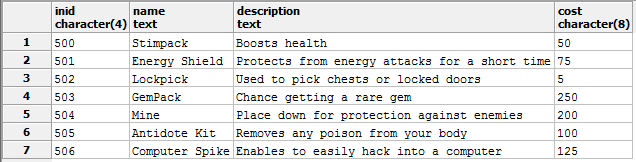 inid name description cost
character(4) text text character(8)
1 500 Stimpack Boosts health 50
2 501 Energy Shield Protects from energy attacks for a short time 75
3 502 Lockpick Used to pick chests or locked doors 5
4 503 GemPack Chance getting a rare gem 250
5 504 Mine Place down for protection against enemies 200
6 505 Antidote Kit Removes any poison from your body 100
7 506 Computer Spike Enables to easily hack into a computer 125